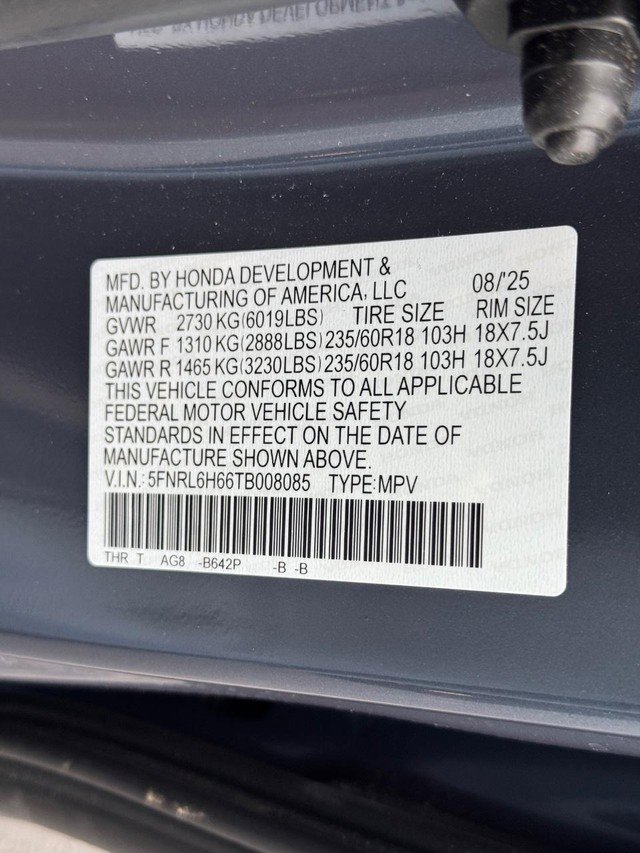 MFD. BY HONDA DEVELOPMENT &
MANUFACTURING OF AMERICA, LLC 08/'25
GVWR 2730 KG(6019LBS) TIRE SIZE RIM SIZE
GAWR F 1310 KG(2888LBS) 235/60R18 103H 18X7.5J
GAWR R 1465 KG(3230LBS) 235/60R18 103H 18X7.5J
THIS VEHICLE CONFORMS TO ALL APPLICABLE
FEDERAL MOTOR VEHICLE SAFETY
STANDARDS IN EFFECT ON THE DATE OF
MANUFACTURE SHOWN ABOVE.
V.I.N.: 5FNRL6H66TB008085 TYPE:MPV
THR T AG8 -B642P -B -B